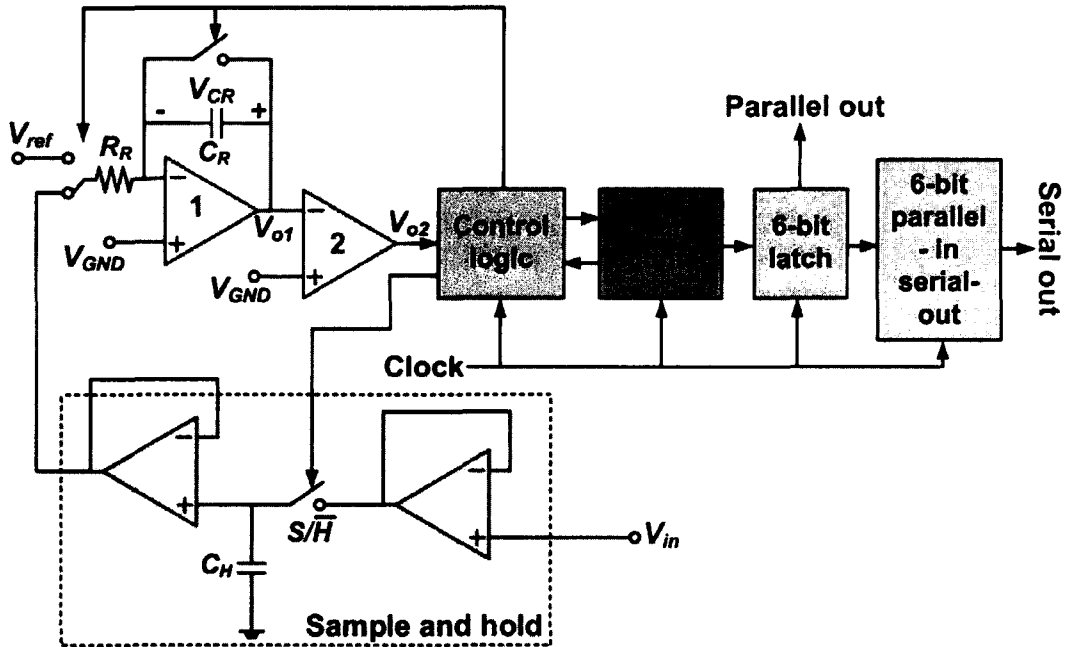 V_CR
- +
C_R
V_ref
R_R
−
1
+
V_GND
V_o1
−
2
+
V_GND
V_o2
Control
logic
Parallel out
6-bit
latch
6-bit
parallel
- in
serial-
out
Serial out
Clock
−
+
S/H̅
C_H
−
+
V_in
Sample and hold